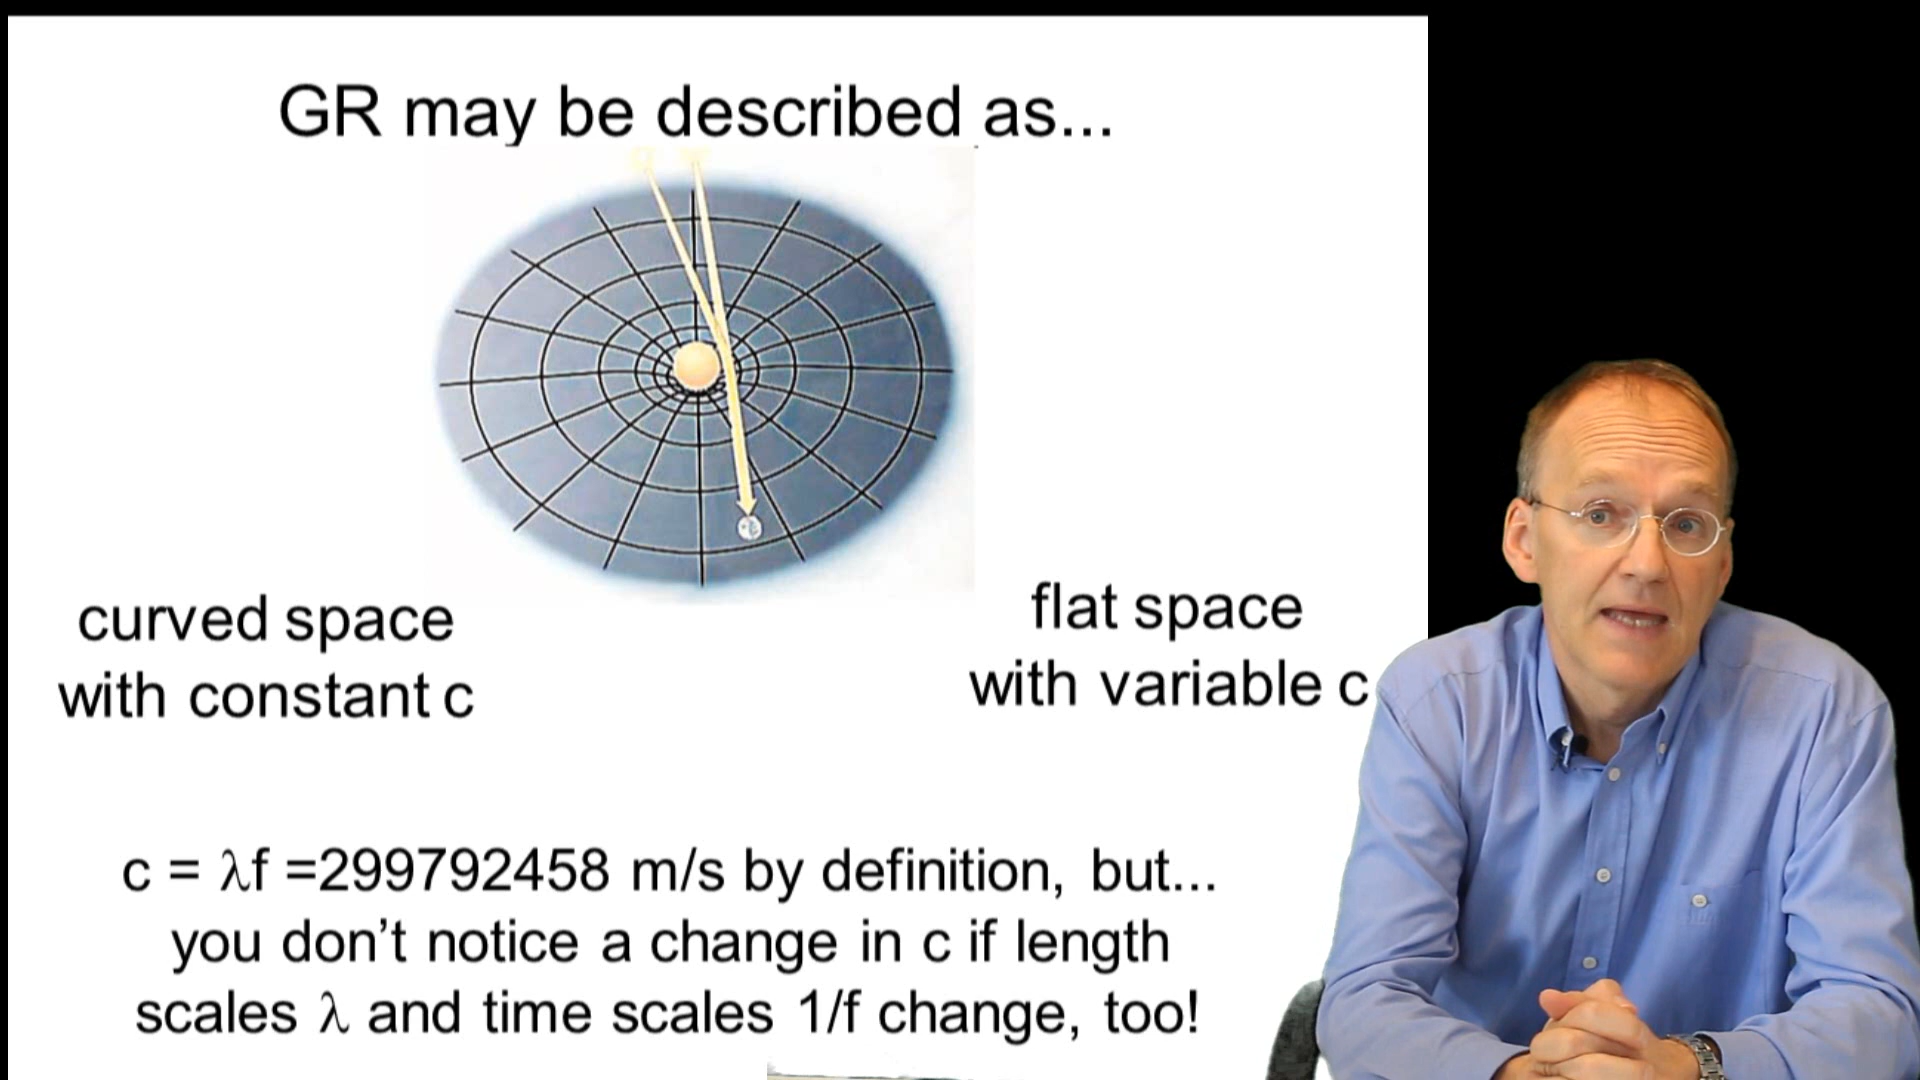 GR may be described as...
curved space
with constant c
flat space
with variable c
c = λf =299792458 m/s by definition, but...
you don’t notice a change in c if length
scales λ and time scales 1/f change, too!